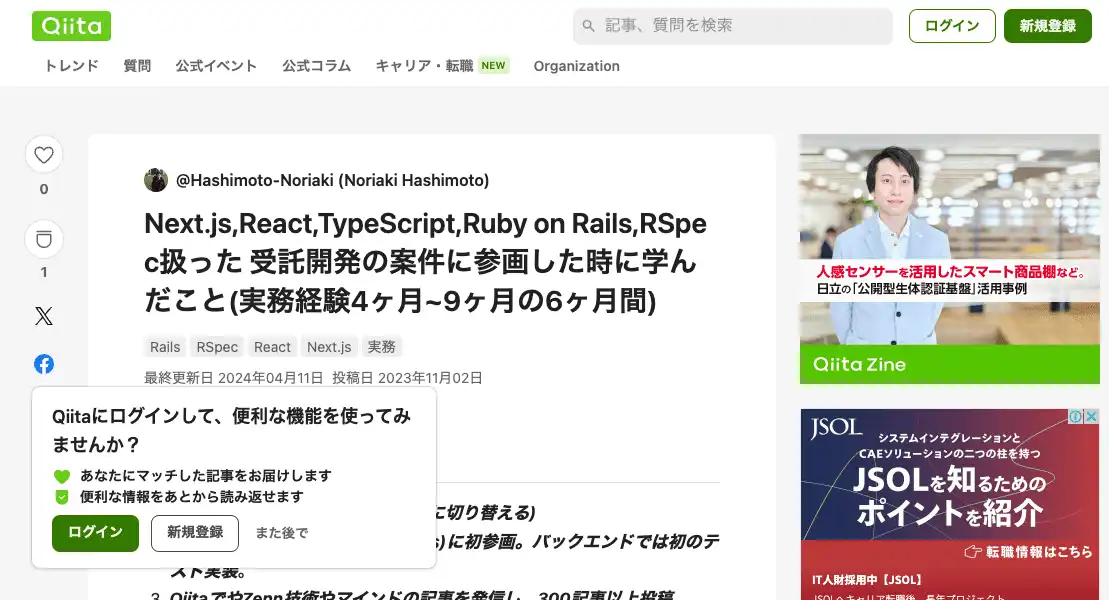 Qiita
記事、質問を検索
ログイン
新規登録
トレンド 質問 公式イベント 公式コラム キャリア・転職 NEW Organization
0
1
@Hashimoto-Noriaki (Noriaki Hashimoto)
Next.js,React,TypeScript,Ruby on Rails,RSpe
c扱った 受託開発の案件に参画した時に学ん
だこと(実務経験4ヶ月~9ヶ月の6ヶ月間)
Rails RSpec React Next.js 実務
最終更新日 2024年04月11日 投稿日 2023年11月02日
Qiitaにログインして、便利な機能を使ってみ
ませんか？
あなたにマッチした記事をお届けします
便利な情報をあとから読み返せます
ログイン 新規登録 また後で
に切り替える)
)に初参画。バックエンドでは初のテ
スト実装。
3. QiitaでやZenn技術やマインドの記事を発信し、300記事以上投稿
人感センサーを活用したスマート商品棚など。
日立の「公開型生体認証基盤」活用事例
Qiita Zine
JSOL
システムインテグレーションと
CAEソリューションの二つの柱を持つ
JSOLを知るための
ポイントを紹介
転職情報はこちら
IT人財採用中【JSOL】
JSOLへキャリア転職後、長年プロジェクト